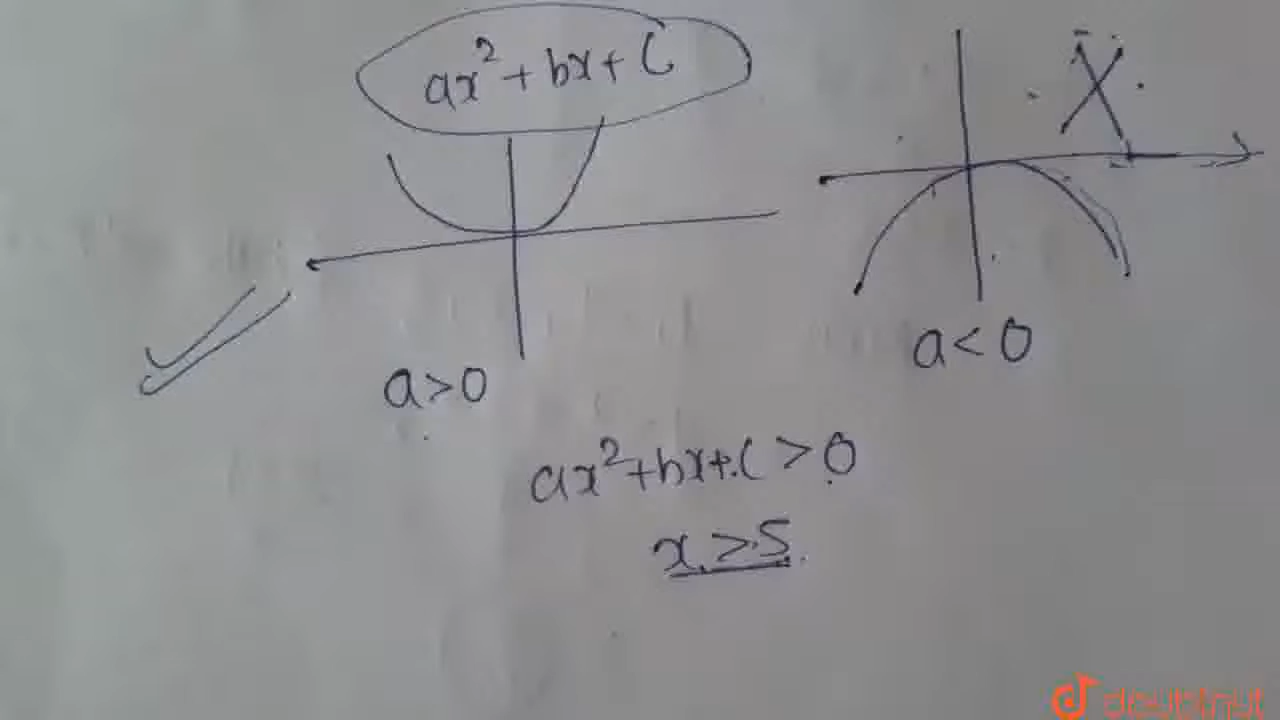 ax² + bx + c
a > 0
a < 0
ax² + bx + c > 0
x > 5
doubtnut